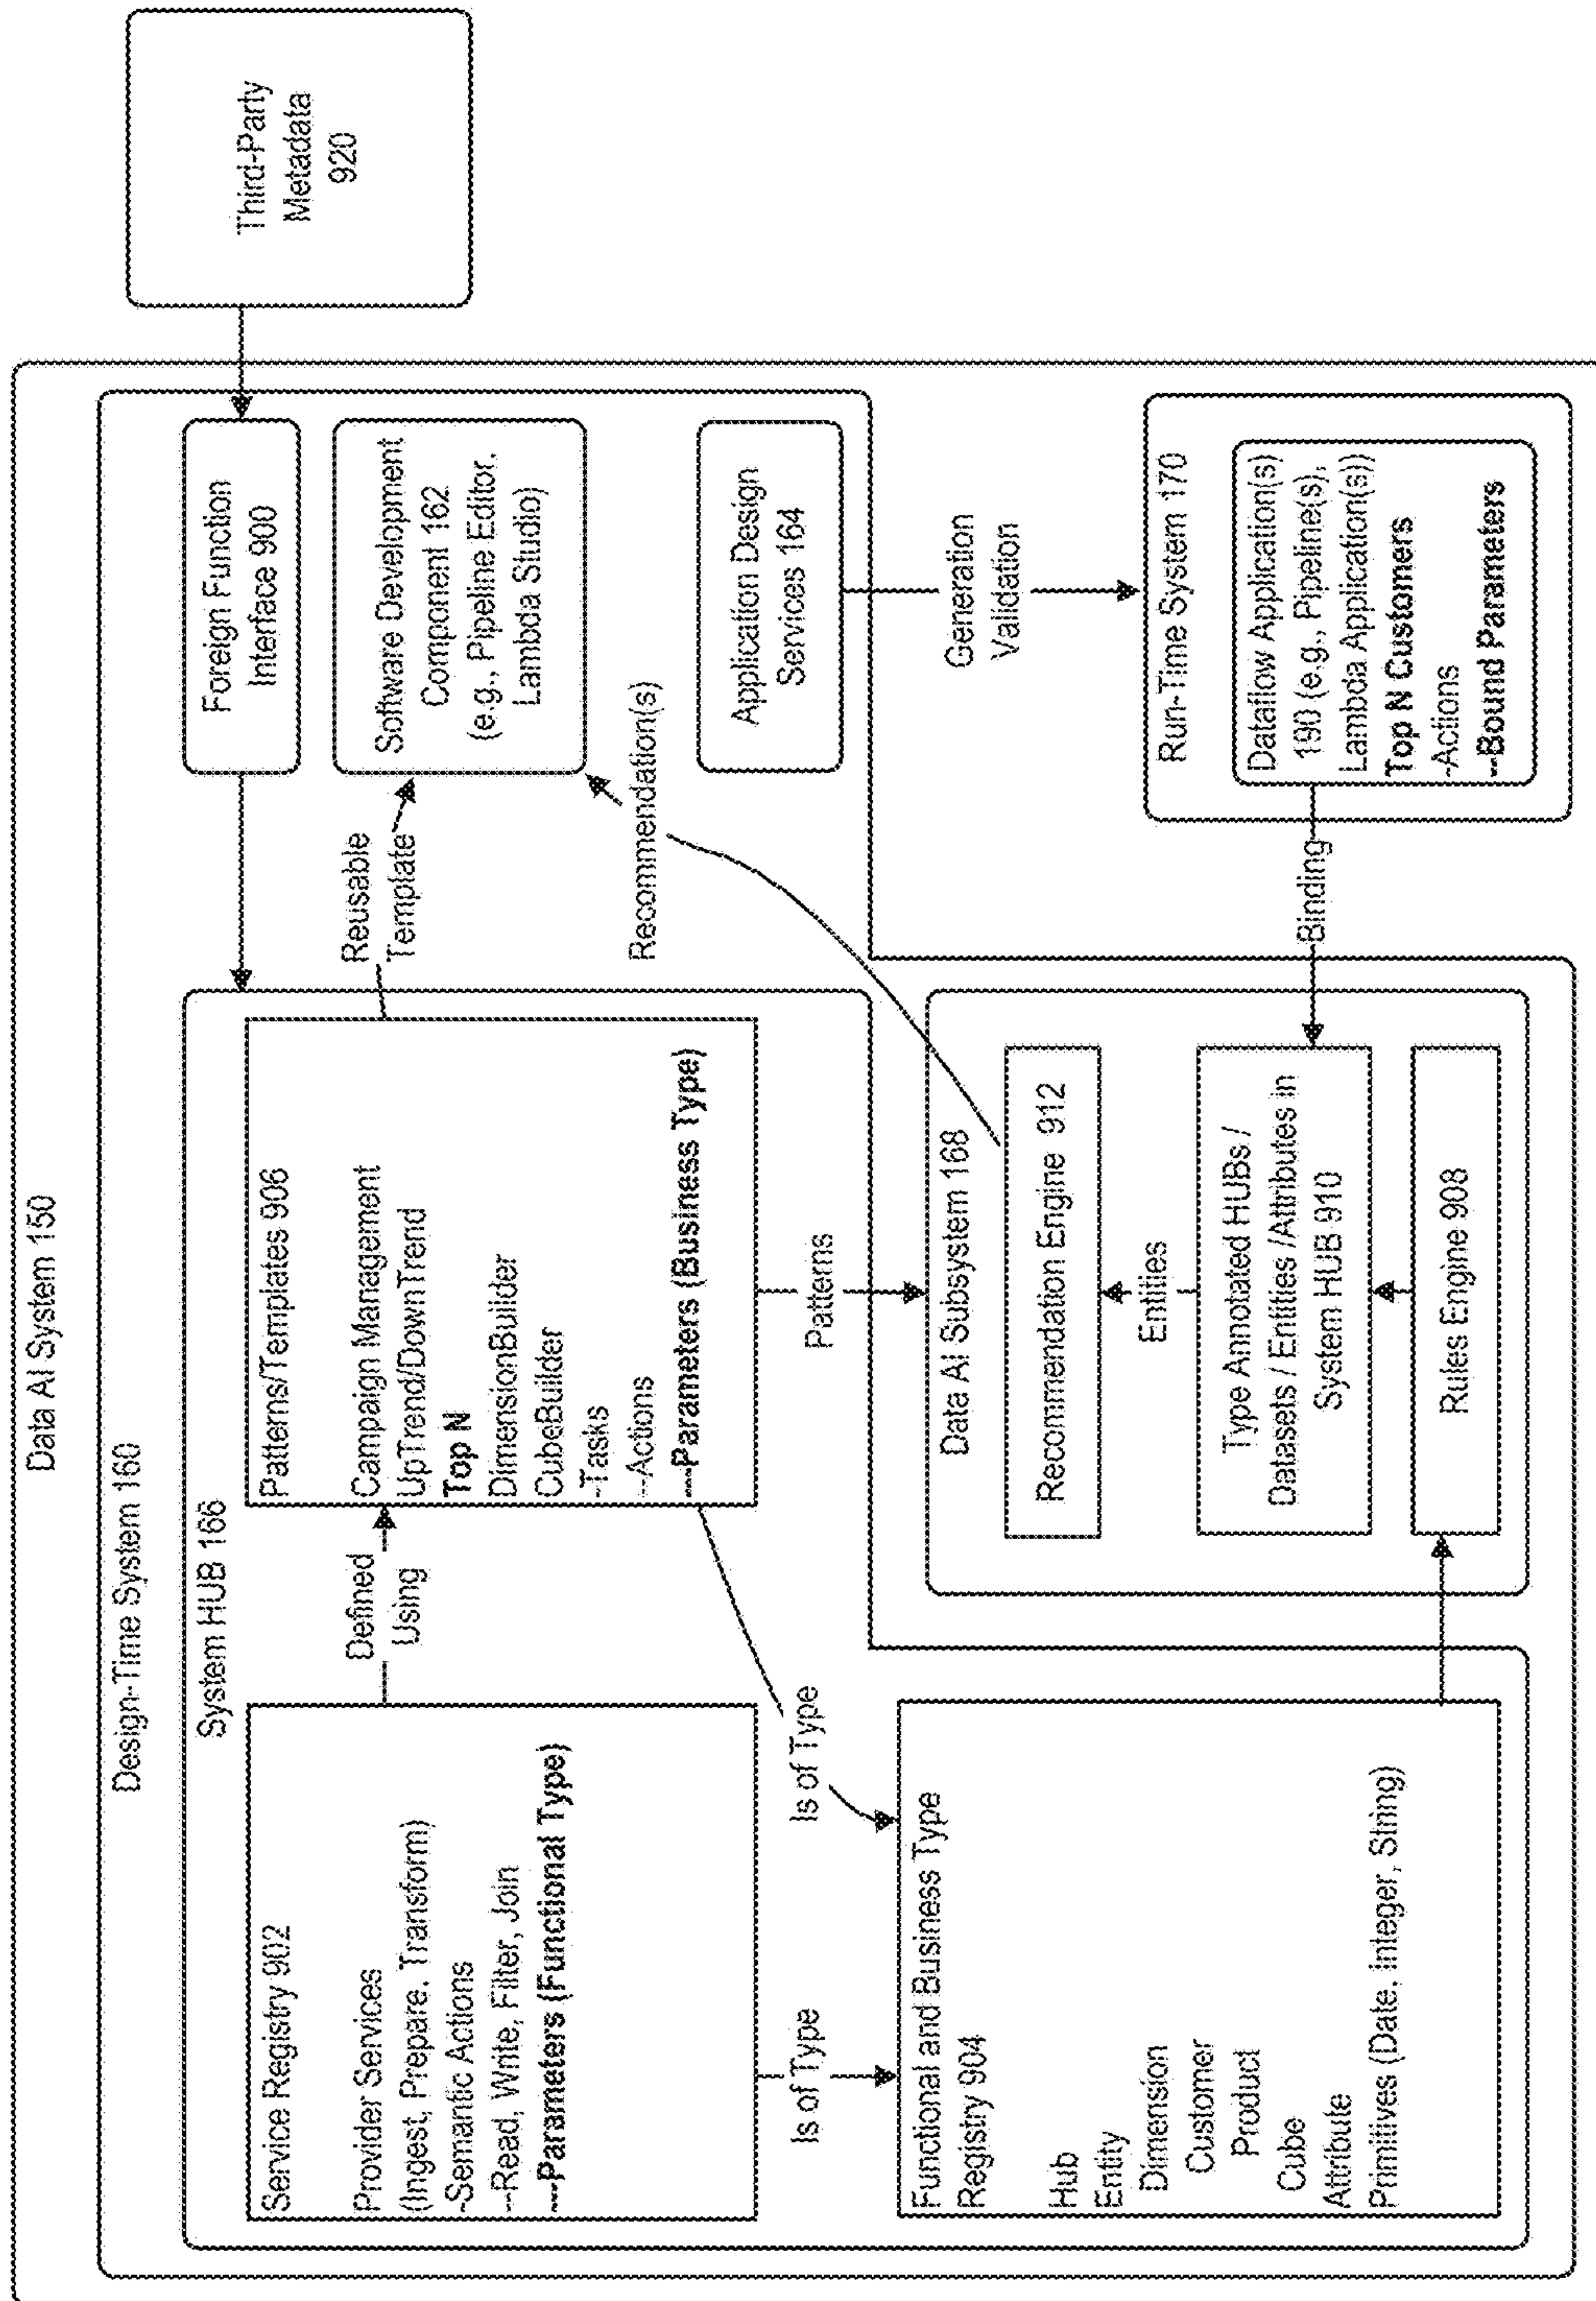 Data AI System 150
Design-Time System 160
System HUB 166
Service Registry 902
Provider Services
(Ingest, Prepare, Transform)
-Semantic Actions
--Read, Write, Filter, Join
---Parameters (Functional Type)
Defined
Using
Patterns/Templates 906
Campaign Management
UpTrend/DownTrend
Top N
DimensionBuilder
CubeBuilder
-Tasks
--Actions
---Parameters (Business Type)
Reusable
Template
Foreign Function
Interface 900
Third-Party
Metadata
920
Software Development
Component 162
(e.g., Pipeline Editor,
Lambda Studio)
Recommendation(s)
Application Design
Services 164
Is of Type
Is of Type
Patterns
Generation
Validation
Functional and Business Type
Registry 904
Hub
Entity
Dimension
Customer
Product
Cube
Attribute
Primitives (Date, Integer, String)
Data AI Subsystem 168
Recommendation Engine 912
Entities
Type Annotated HUBs /
Datasets / Entities /Attributes in
System HUB 910
Rules Engine 908
Binding
Run-Time System 170
Dataflow Application(s)
190 (e.g., Pipeline(s),
Lambda Application(s))
Top N Customers
-Actions
--Bound Parameters